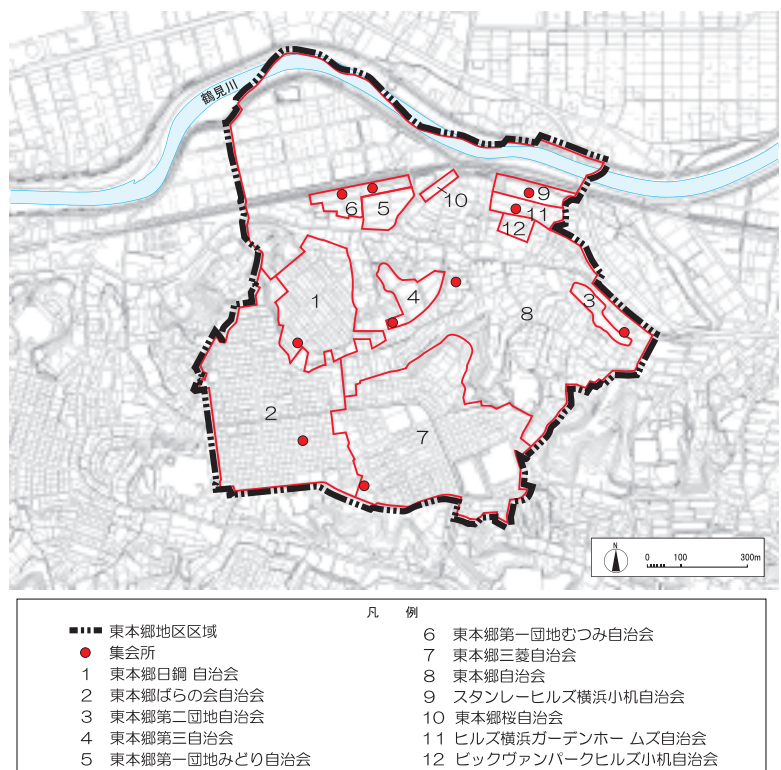 鶴見川
9
10
6
5
11
12
4
3
1
8
2
7
N
0 100 300m
凡 例
東本郷地区区域
集会所
1 東本郷日鋼 自治会
2 東本郷ばらの会自治会
3 東本郷第二団地自治会
4 東本郷第三自治会
5 東本郷第一団地みどり自治会
6 東本郷第一団地むつみ自治会
7 東本郷三菱自治会
8 東本郷自治会
9 スタンレーヒルズ横浜小机自治会
10 東本郷桜自治会
11 ヒルズ横浜ガーデンホー ムズ自治会
12 ビックヴァンパークヒルズ小机自治会